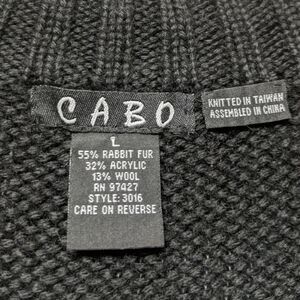 CABO
KNITTED IN TAIWAN
ASSEMBLED IN CHINA
L
55% RABBIT FUR
32% ACRYLIC
13% WOOL
RN 97427
STYLE: 3016
CARE ON REVERSE